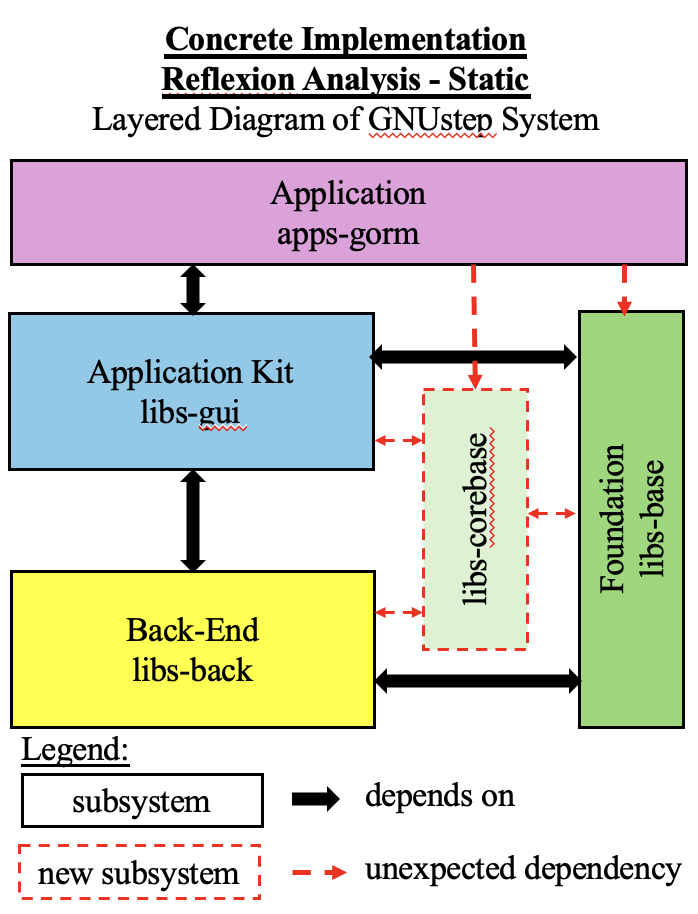 Concrete Implementation
Reflexion Analysis - Static
Layered Diagram of GNUstep System
Application
apps-gorm
Application Kit
libs-gui
libs-corebase
Foundation
libs-base
Back-End
libs-back
Legend:
subsystem
depends on
new subsystem
unexpected dependency